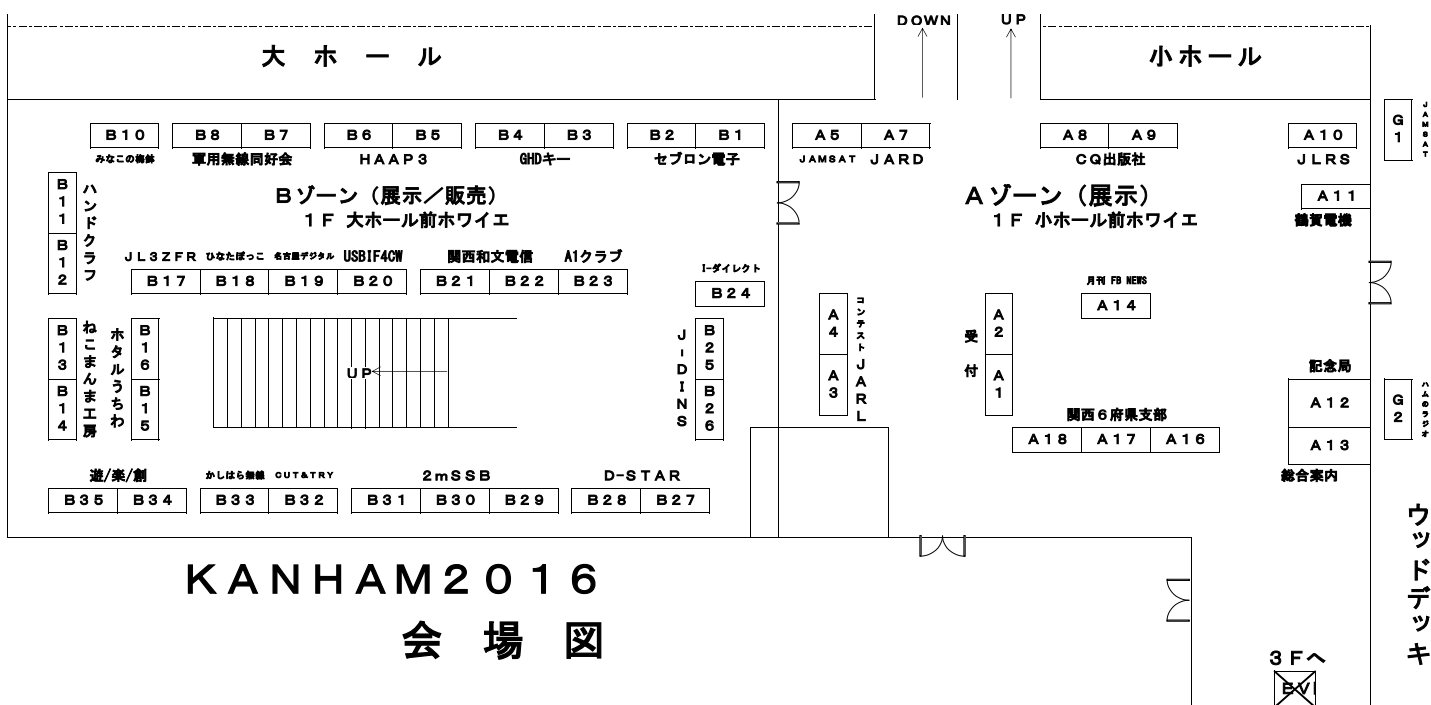 DOWN UP
大ホール 小ホール
B10 B8 B7 B6 B5 B4 B3 B2 B1 A5 A7 A8 A9 A10
みなこの梅鉢 軍用無線同好会 HAAP3 GHDキー セブロン電子 JAMSAT JARD CQ出版社 JLRS
G1
JAMSAT
Bゾーン（展示／販売）
1F 大ホール前ホワイエ
Aゾーン（展示）
1F 小ホール前ホワイエ
A11
鶴賀電機
B11
B12
ハンドクラフ
JL3ZFR ひなたぼっこ 名古屋デジタル USBIF4CW 関西和文電信 A1クラブ
B17 B18 B19 B20 B21 B22 B23
I-ダイレクト
B24
月刊 FB NEWS
A14
A4
A3
コンテスト
JARL
受付
A2
A1
B13
B14
ねこまんま工房
ホタルうちわ
B16
B15
UP
J-DINS
B25
B26
記念局
A12
A13
総合案内
G2
ハムのラジオ
関西6府県支部
A18 A17 A16
遊/楽/創 かしはら無線 CUT&TRY 2mSSB D-STAR
B35 B34 B33 B32 B31 B30 B29 B28 B27
ウッドデッキ
KANHAM2016
会場図
3Fへ
EV